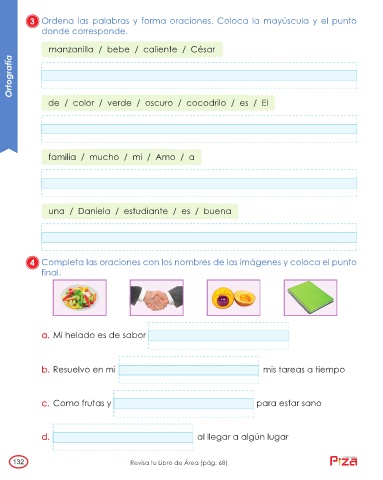 3 Ordena las palabras y forma oraciones. Coloca la mayúscula y el punto
donde corresponde.
manzanilla / bebe / caliente / César
Ortografía
de / color / verde / oscuro / cocodrilo / es / El
familia / mucho / mi / Amo / a
una / Daniela / estudiante / es / buena
4 Completa las oraciones con los nombres de las imágenes y coloca el punto
final.
a. Mi helado es de sabor
b. Resuelvo en mi mis tareas a tiempo
c. Como frutas y para estar sano
d. al llegar a algún lugar
132
Revisa tu Libro de Área (pág. 68)
PIZA